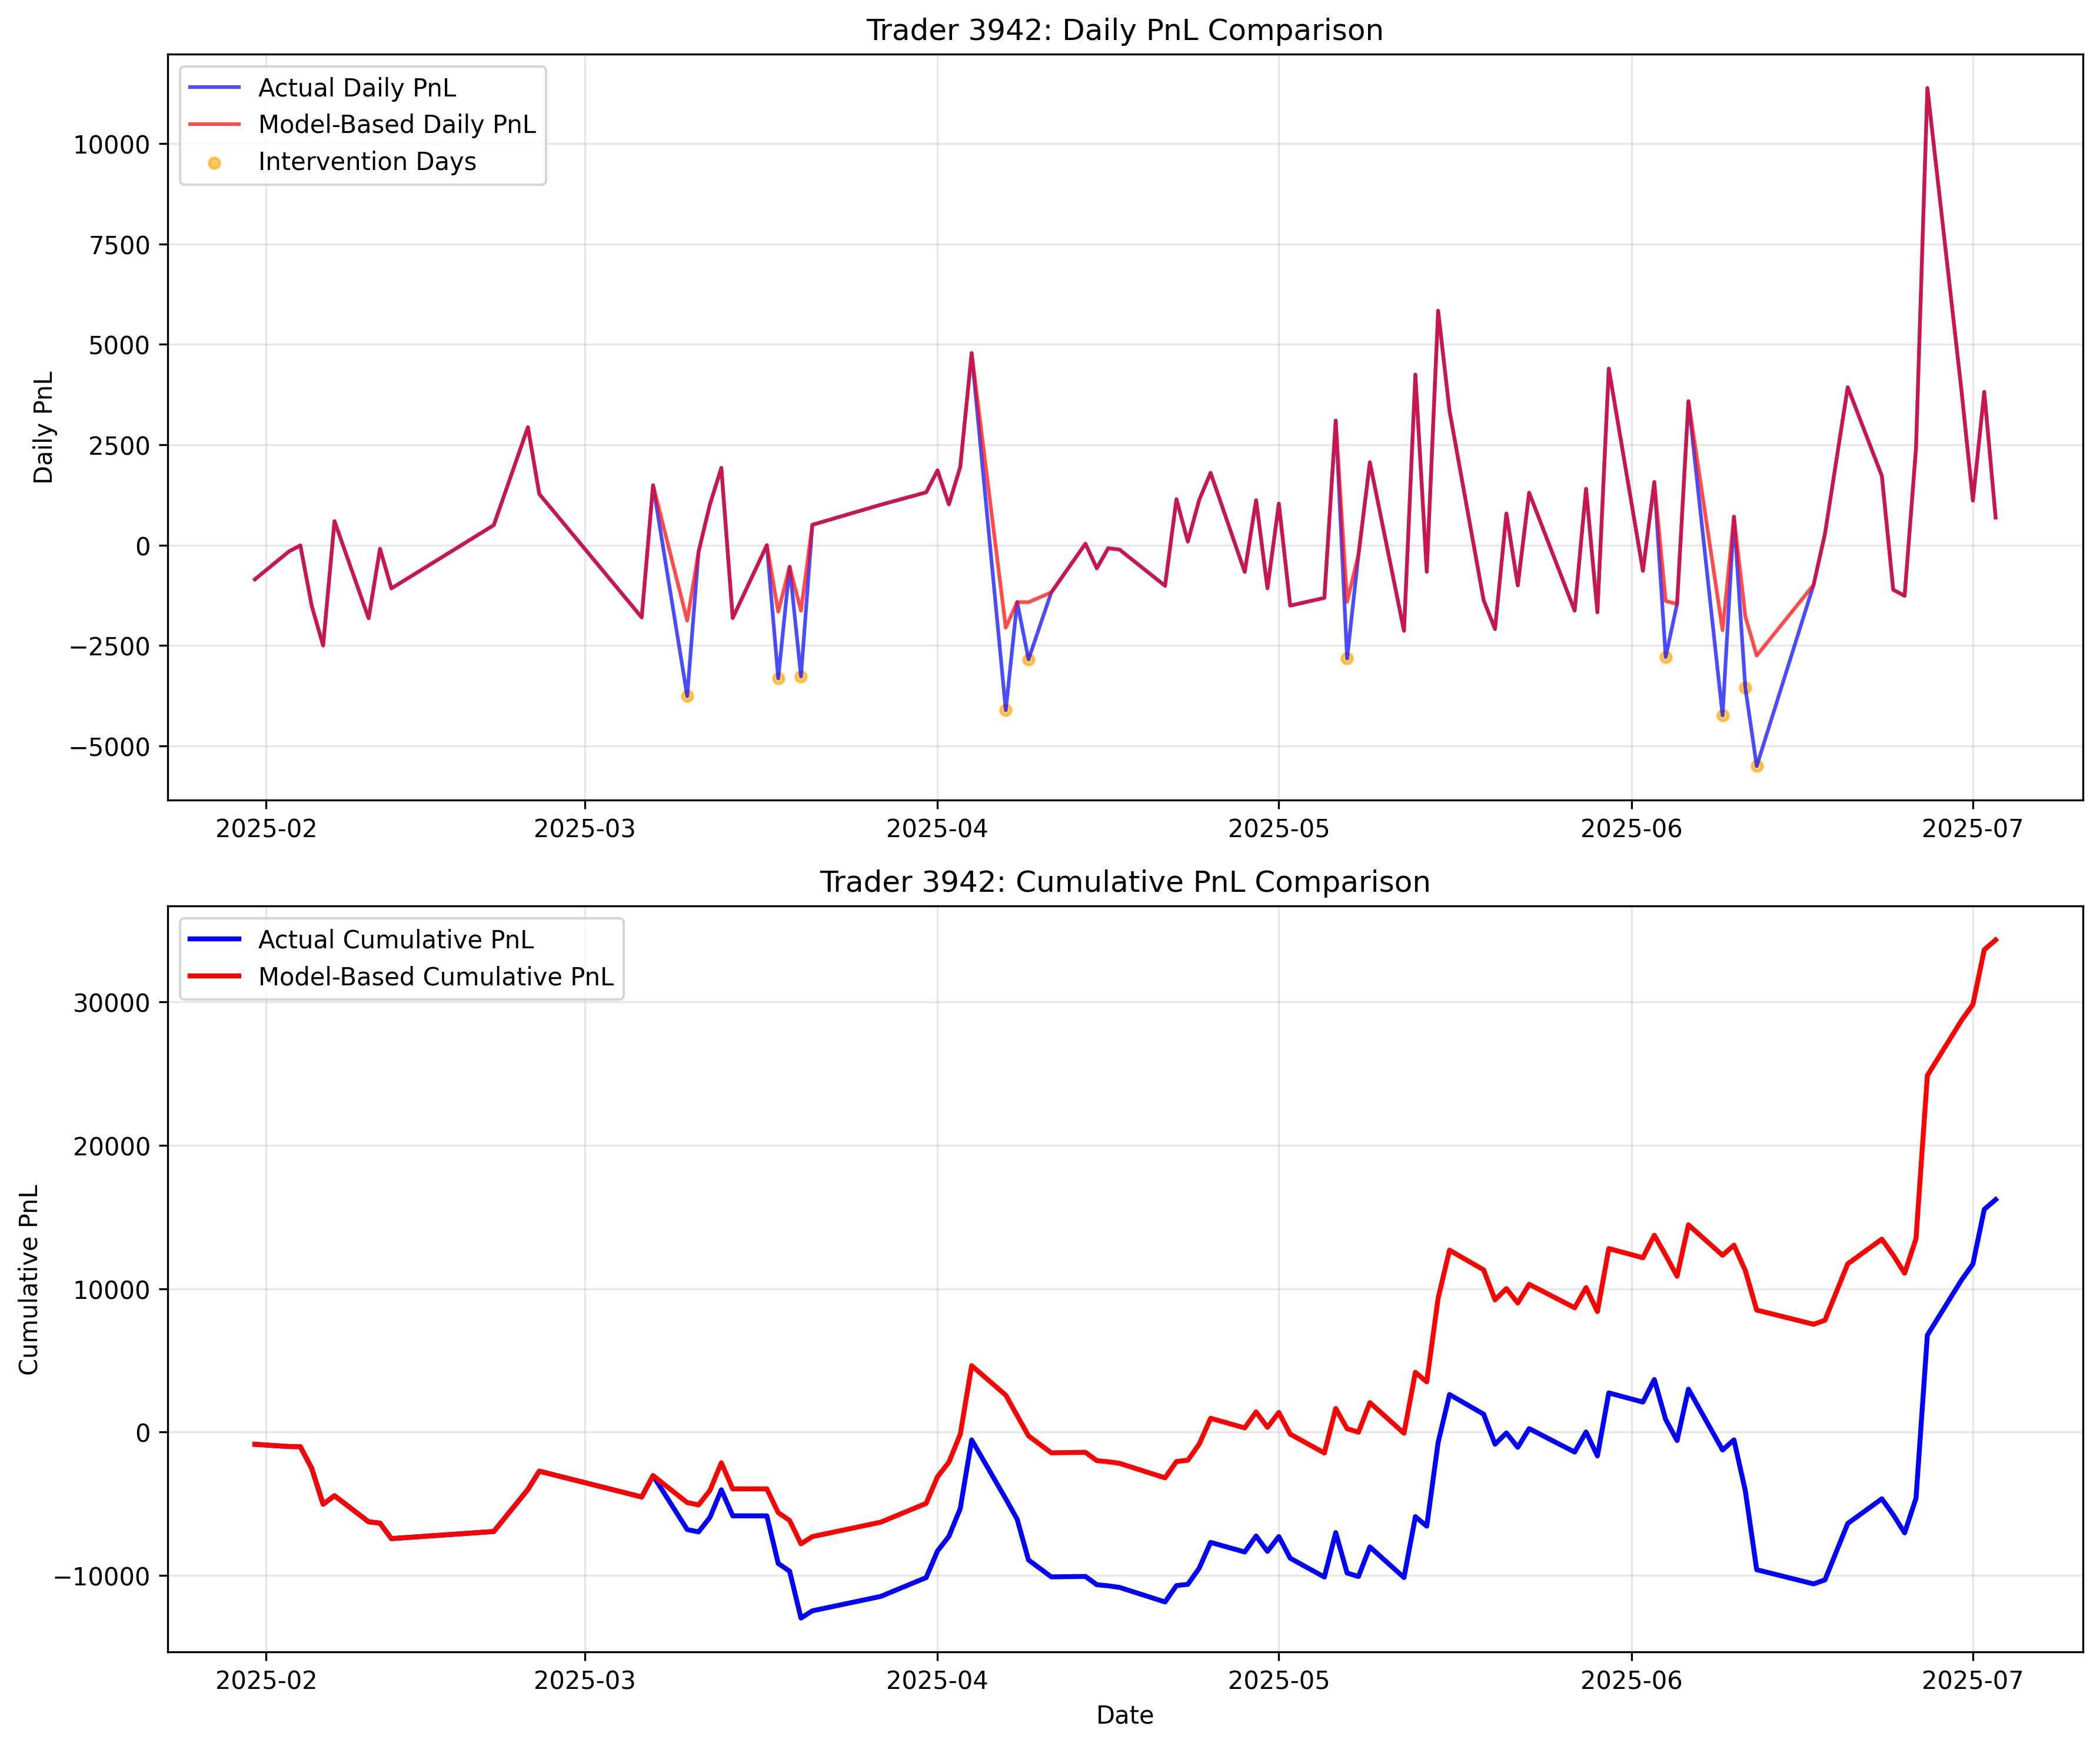 Trader 3942: Daily PnL Comparison
Actual Daily PnL
Model-Based Daily PnL
Intervention Days
Daily PnL
10000
7500
5000
2500
0
−2500
−5000
2025-02
2025-03
2025-04
2025-05
2025-06
2025-07
Trader 3942: Cumulative PnL Comparison
Actual Cumulative PnL
Model-Based Cumulative PnL
Cumulative PnL
30000
20000
10000
0
−10000
2025-02
2025-03
2025-04
2025-05
2025-06
2025-07
Date